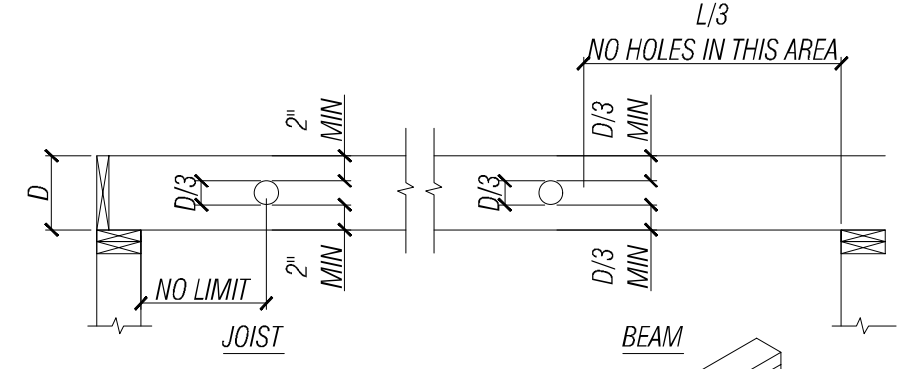 L/3
NO HOLES IN THIS AREA
2"
MIN
D/3
MIN
D
D/3
D/3
2"
MIN
D/3
MIN
NO LIMIT
JOIST
BEAM